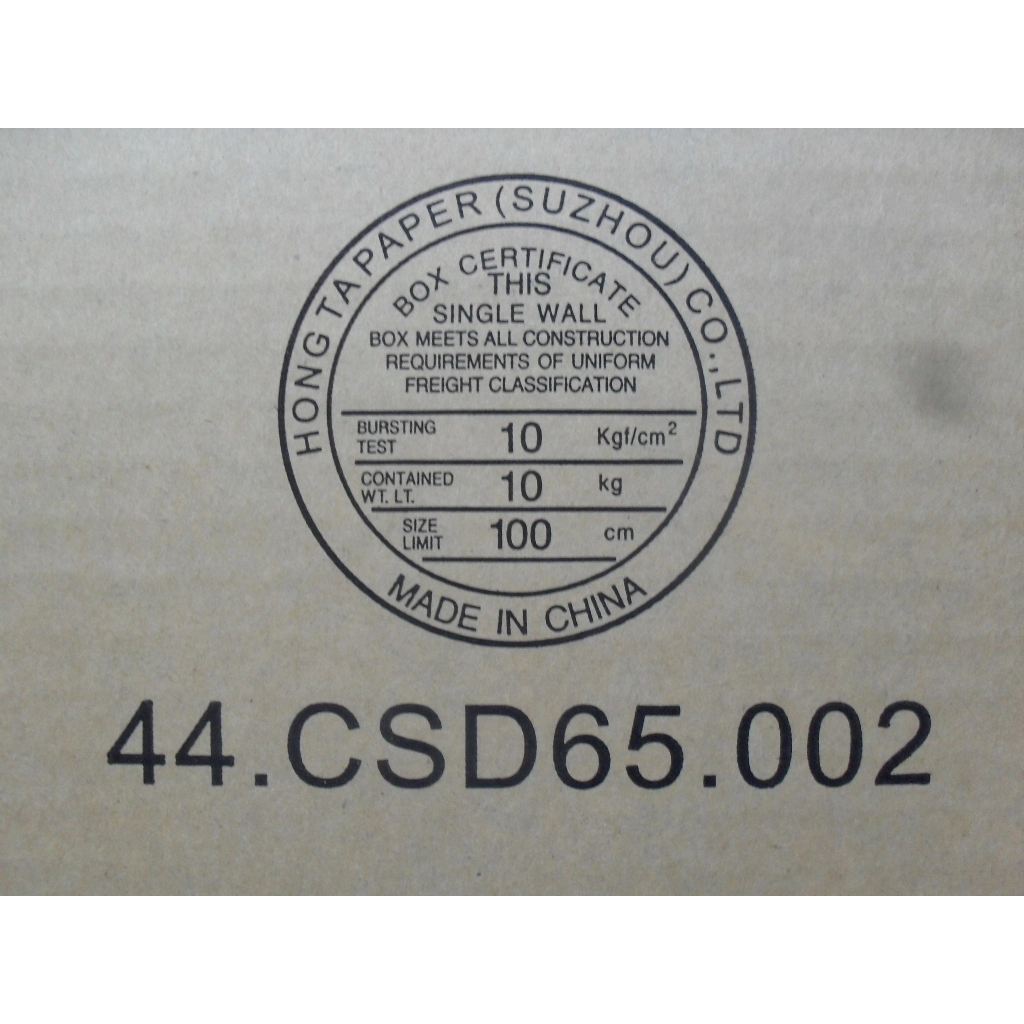 HONG TA PAPER (SUZHOU) CO.,LTD
BOX CERTIFICATE
THIS
SINGLE WALL
BOX MEETS ALL CONSTRUCTION
REQUIREMENTS OF UNIFORM
FREIGHT CLASSIFICATION
BURSTING TEST 10 Kgf/cm²
CONTAINED WT. LT. 10 kg
SIZE LIMIT 100 cm
MADE IN CHINA
44.CSD65.002